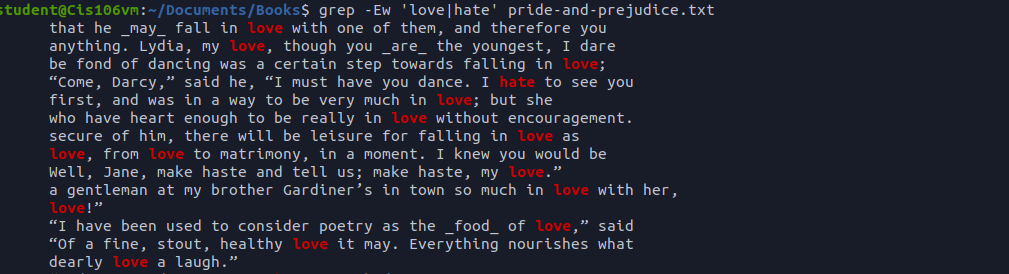 student@Cis106vm:~/Documents/Books$ grep -Ew 'love|hate' pride-and-prejudice.txt
that he _may_ fall in love with one of them, and therefore you
anything. Lydia, my love, though you _are_ the youngest, I dare
be fond of dancing was a certain step towards falling in love;
“Come, Darcy,” said he, “I must have you dance. I hate to see you
first, and was in a way to be very much in love; but she
who have heart enough to be really in love without encouragement.
secure of him, there will be leisure for falling in love as
love, from love to matrimony, in a moment. I knew you would be
Well, Jane, make haste and tell us; make haste, my love.”
a gentleman at my brother Gardiner’s in town so much in love with her,
love!”
“I have been used to consider poetry as the _food_ of love,” said
“Of a fine, stout, healthy love it may. Everything nourishes what
dearly love a laugh.”